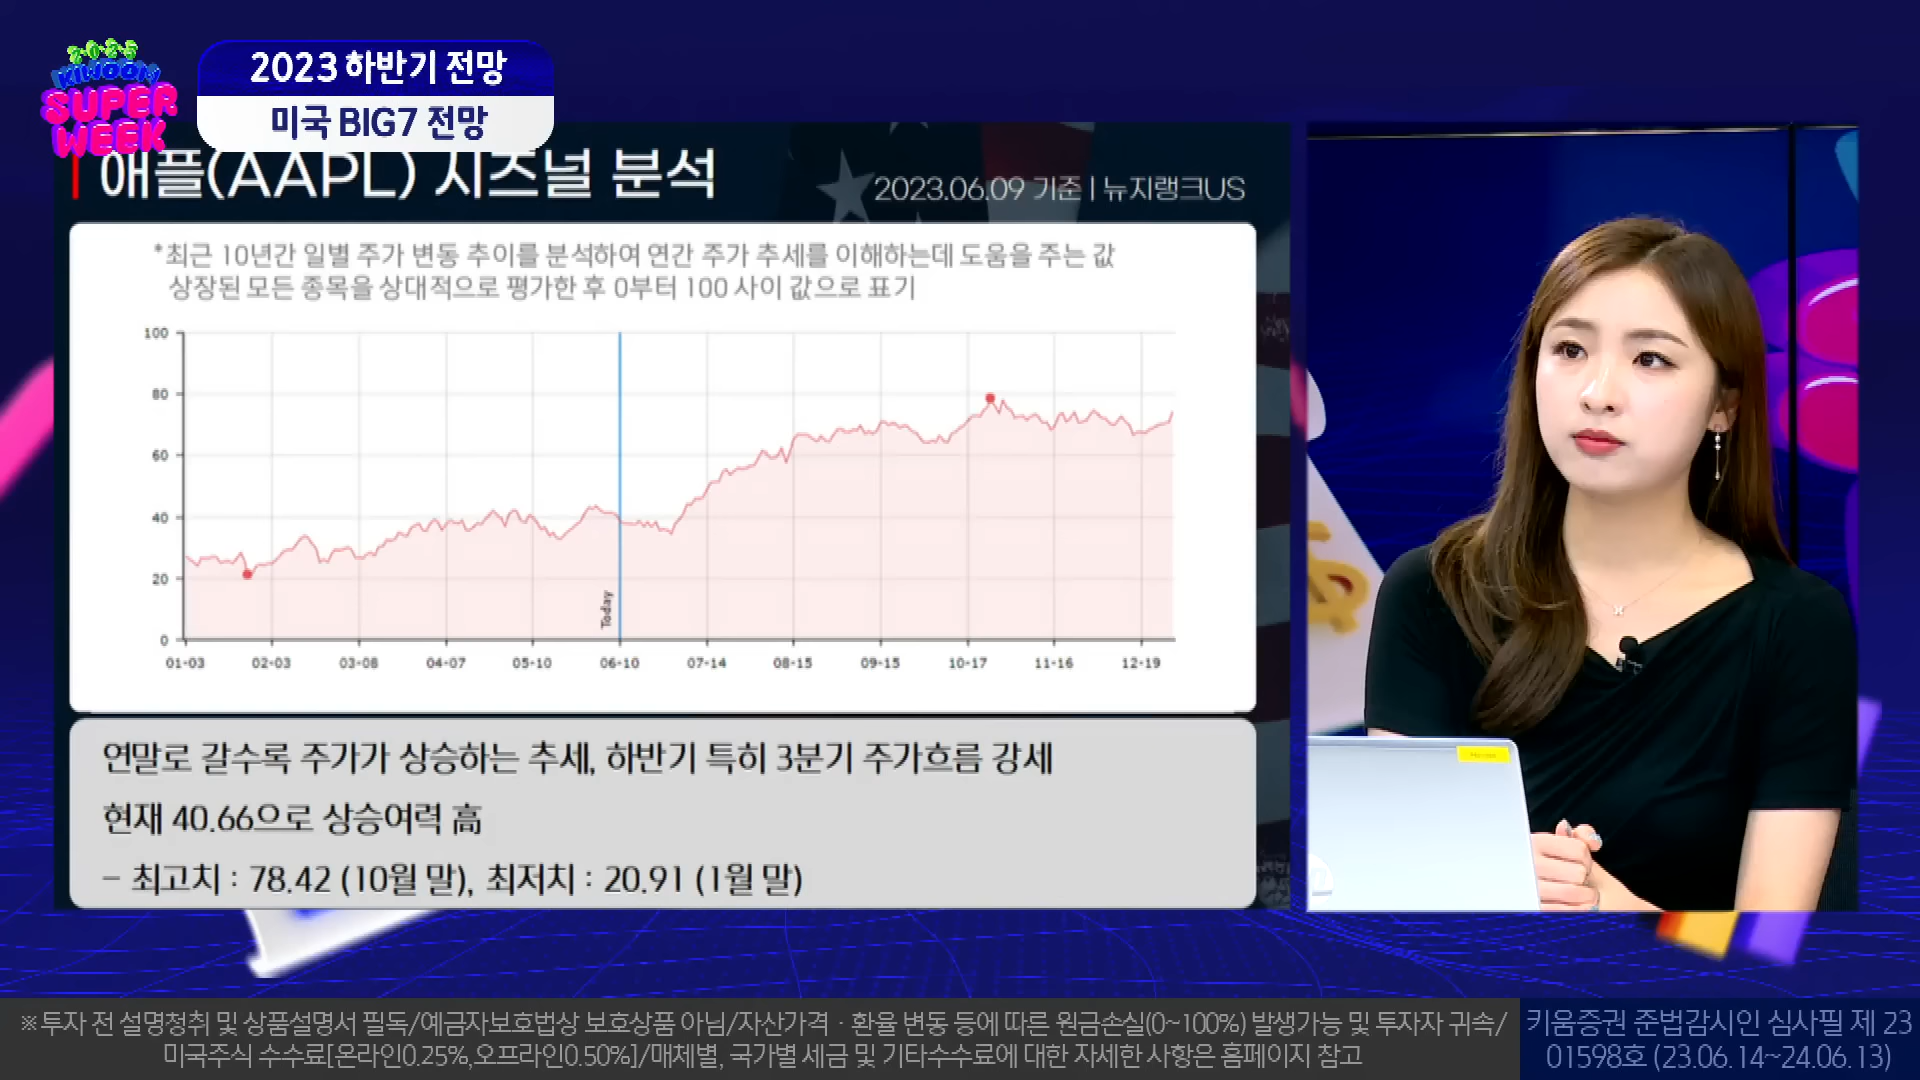 2023
KIWOOM
SUPER
WEEK
2023 하반기 전망
미국 BIG7 전망
애플(AAPL) 시즈널 분석
2023.06.09 기준 | 뉴지랭크US
*최근 10년간 일별 주가 변동 추이를 분석하여 연간 주가 추세를 이해하는데 도움을 주는 값
상장된 모든 종목을 상대적으로 평가한 후 0부터 100 사이 값으로 표기
100
80
60
40
20
0
Today
01-03 02-03 03-08 04-07 05-10 06-10 07-14 08-15 09-15 10-17 11-16 12-19
연말로 갈수록 주가가 상승하는 추세, 하반기 특히 3분기 주가흐름 강세
현재 40.66으로 상승여력 高
– 최고치 : 78.42 (10월 말), 최저치 : 20.91 (1월 말)
※투자 전 설명청취 및 상품설명서 필독/예금자보호법상 보호상품 아님/자산가격 · 환율 변동 등에 따른 원금손실(0~100%) 발생가능 및 투자자 귀속/
미국주식 수수료[온라인0.25%,오프라인0.50%]/매체별, 국가별 세금 및 기타수수료에 대한 자세한 사항은 홈페이지 참고
키움증권 준법감시인 심사필 제 23
01598호 (23.06.14~24.06.13)